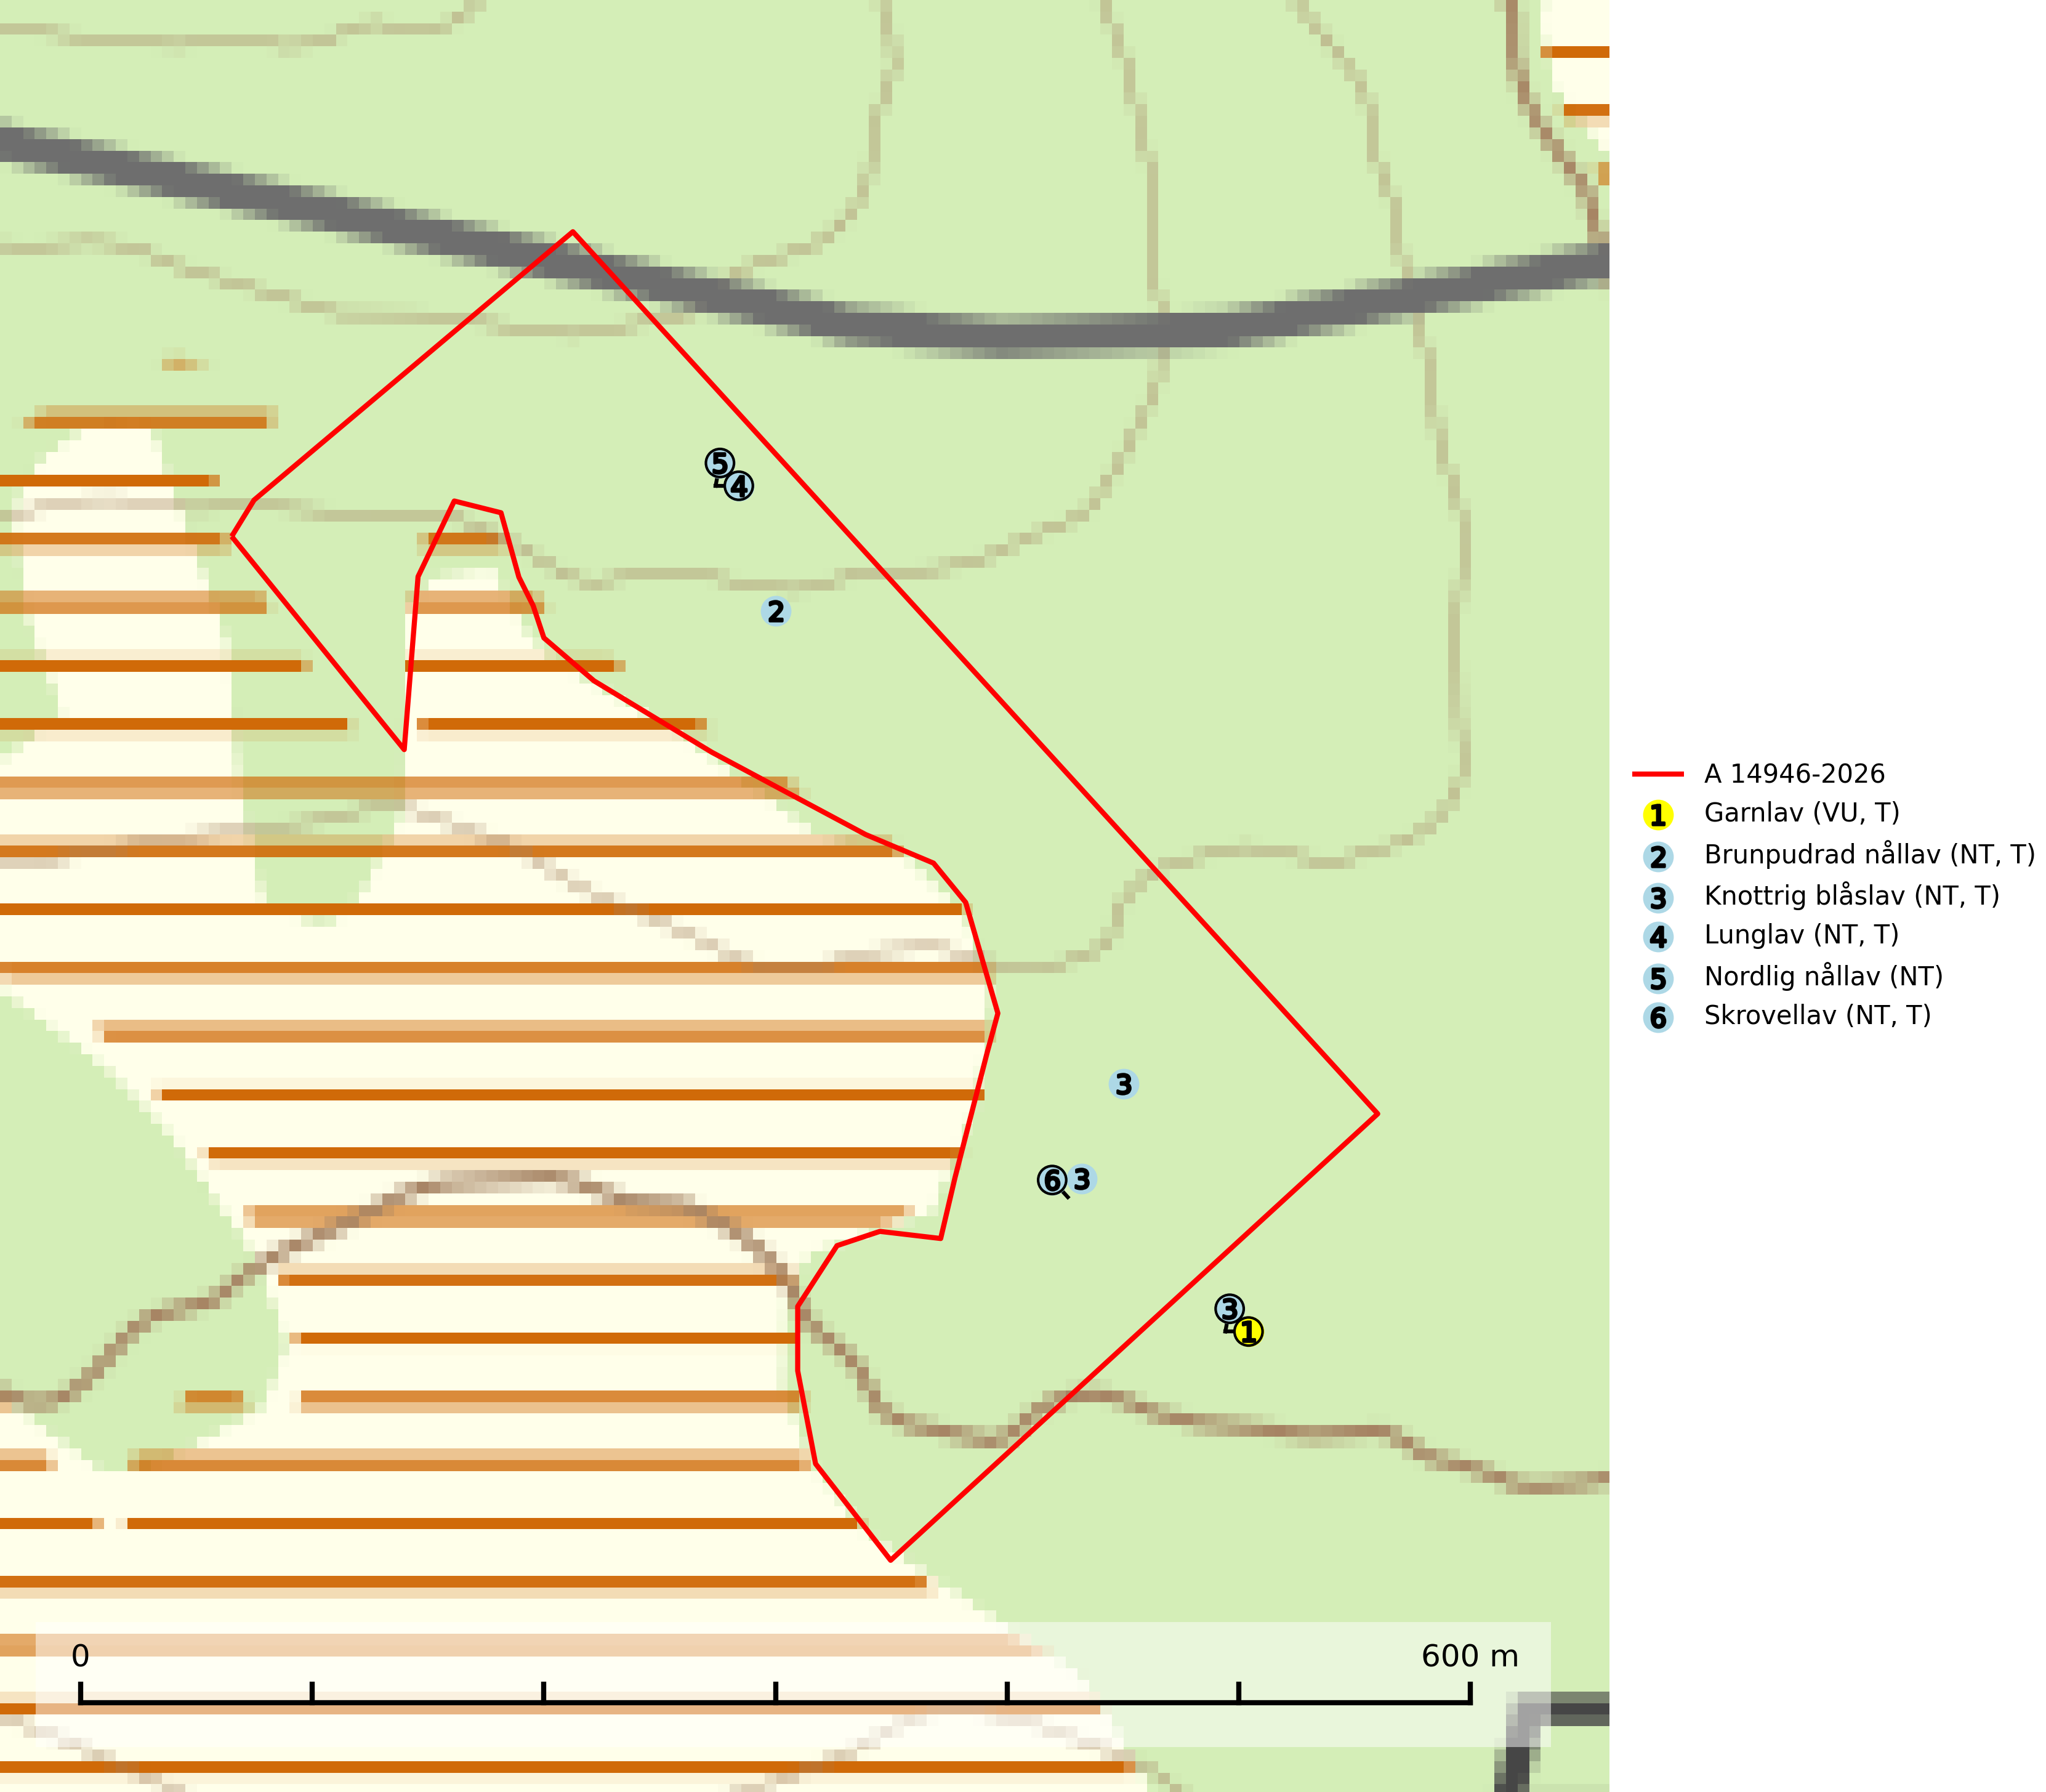 5
4
2
3
6 3
3
1
0
600 m
A 14946-2026
1 Garnlav (VU, T)
2 Brunpudrad nållav (NT, T)
3 Knottrig blåslav (NT, T)
4 Lunglav (NT, T)
5 Nordlig nållav (NT)
6 Skrovellav (NT, T)